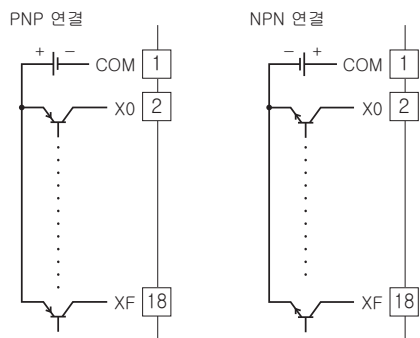 PNP 연결
+ − COM 1
X0 2
XF 18
NPN 연결
− + COM 1
X0 2
XF 18